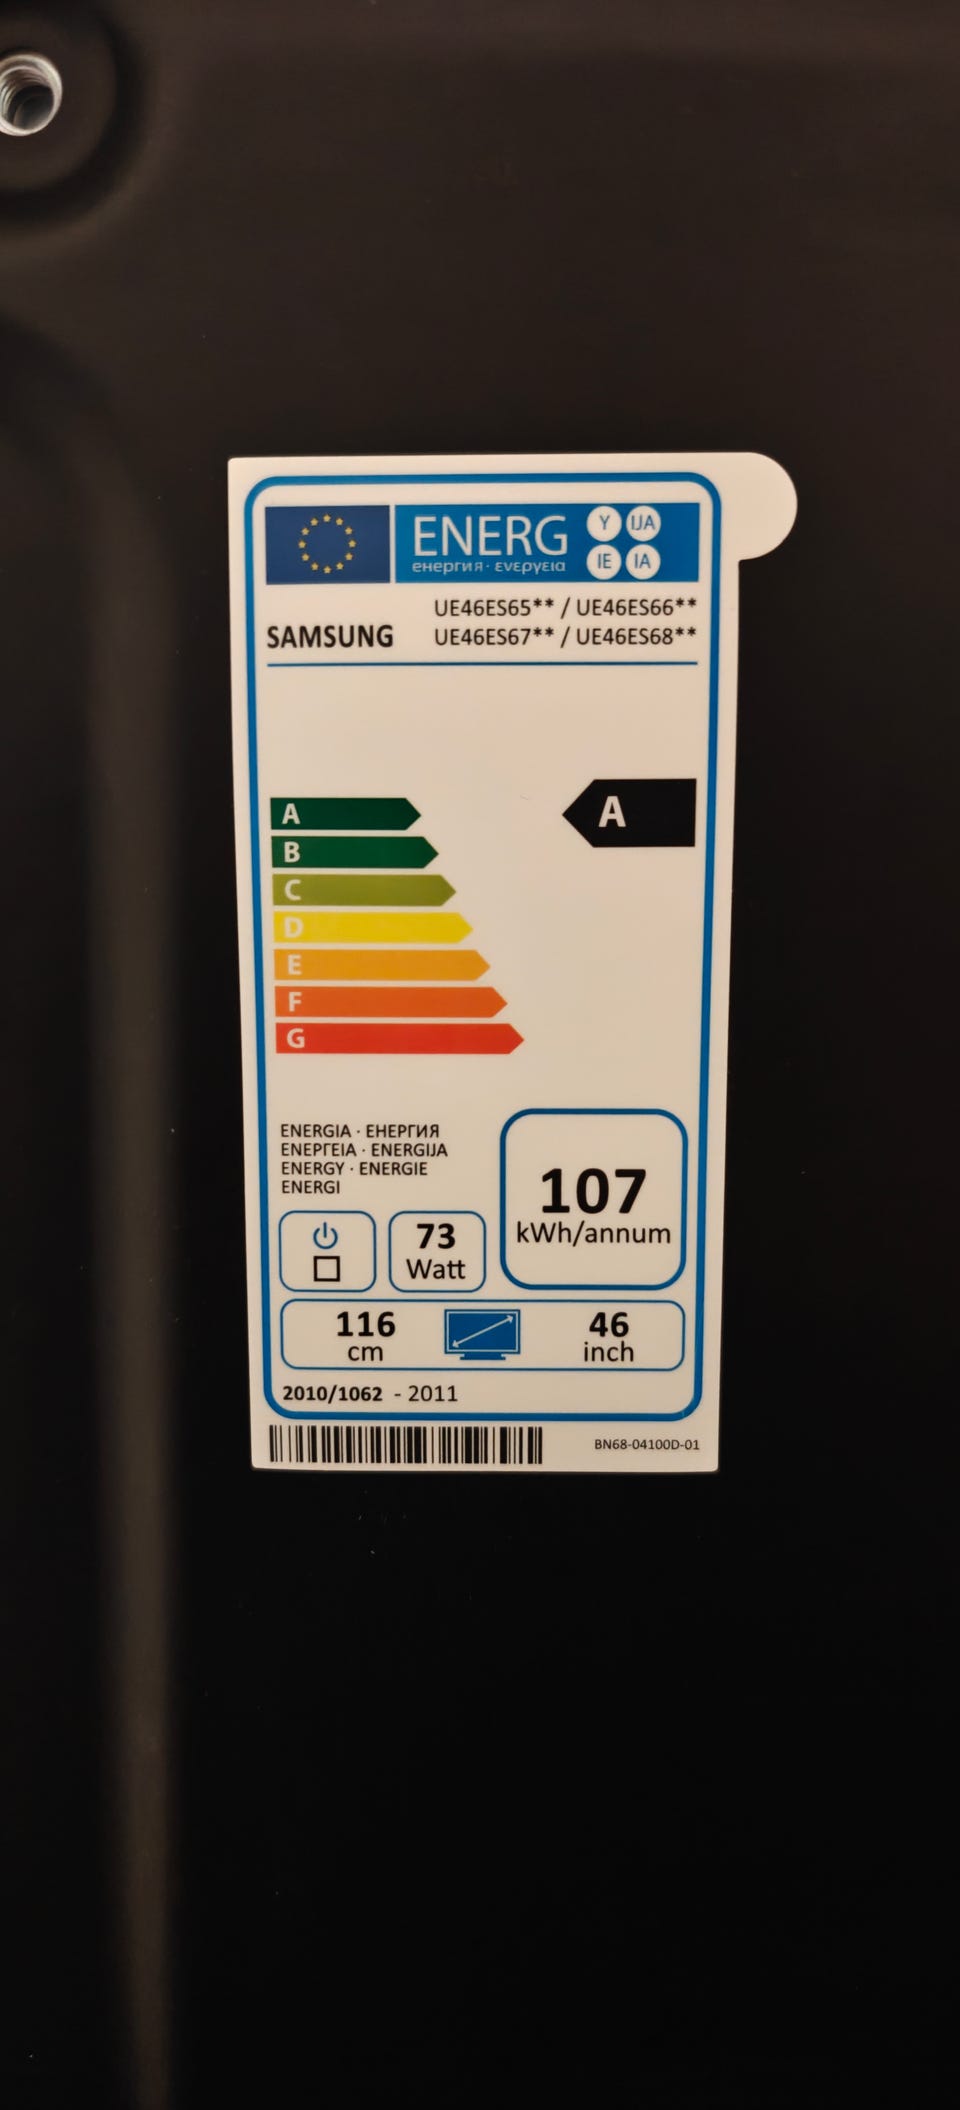 ENERG Y IJA
енергия · ενεργεια IE IA
UE46ES65** / UE46ES66**
SAMSUNG UE46ES67** / UE46ES68**
A
A
B
C
D
E
F
G
ENERGIA · ЕНЕРГИЯ
ΕΝΕΡΓΕΙΑ · ENERGIJA
ENERGY · ENERGIE
ENERGI
107
kWh/annum
73
Watt
116
cm
46
inch
2010/1062 - 2011
BN68-04100D-01